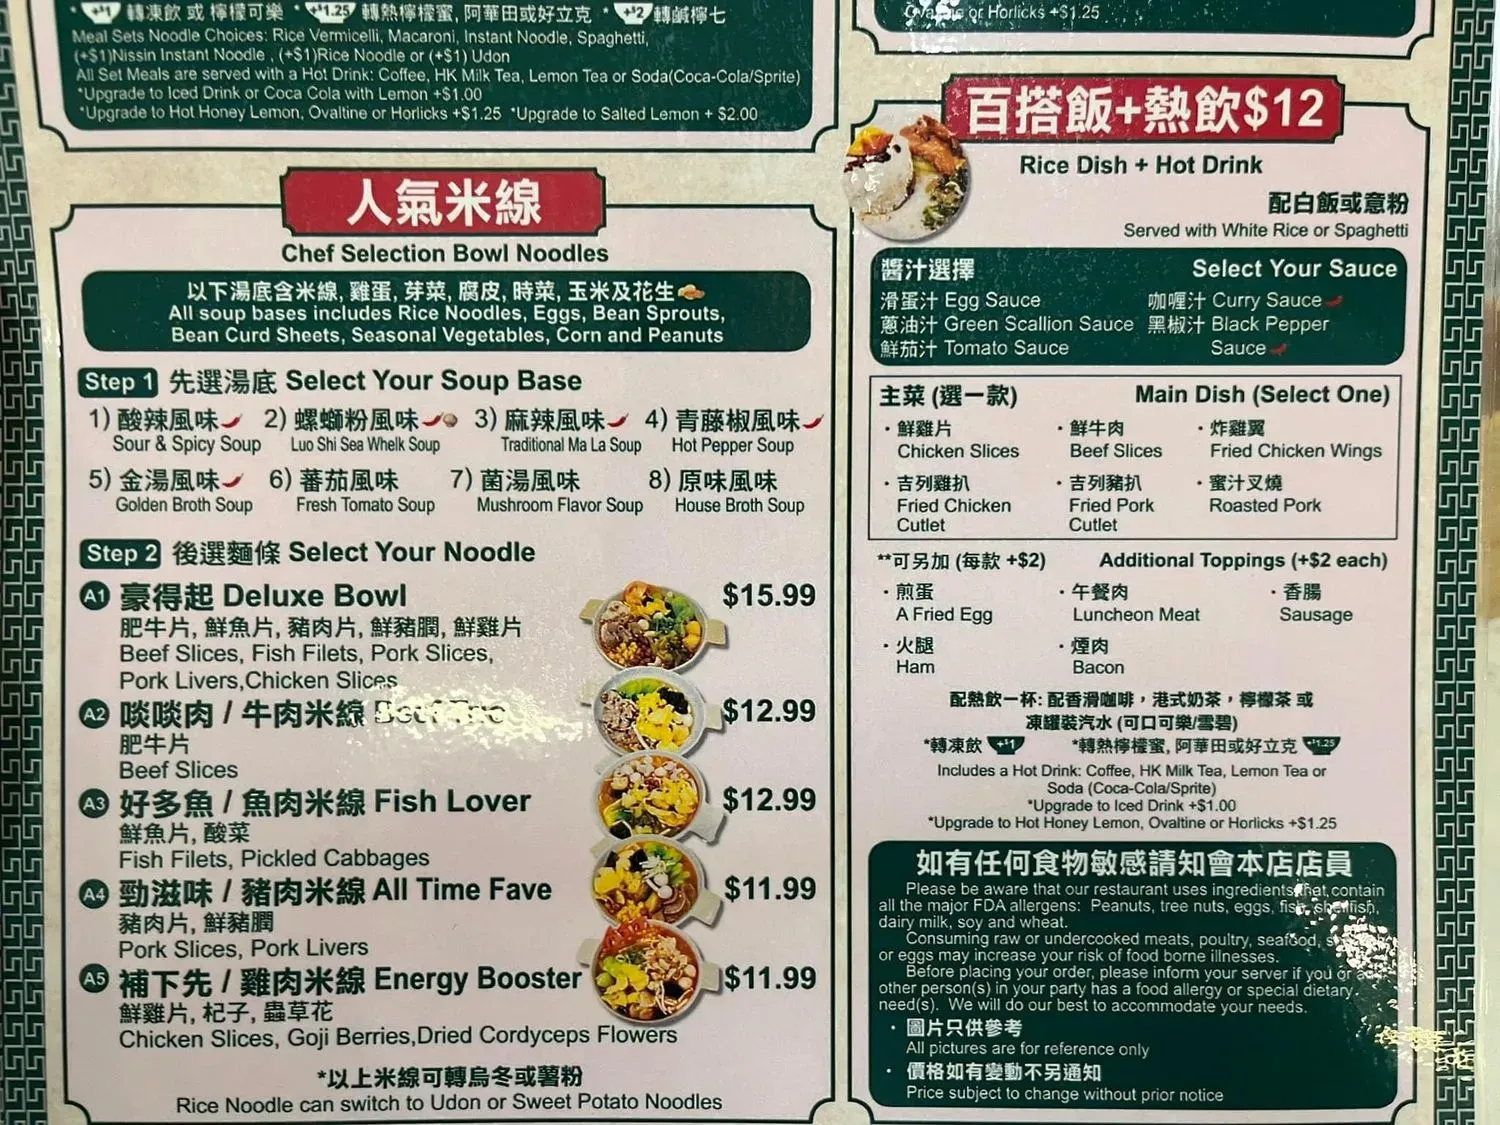 *+$1 轉凍飲 或 檸檬可樂 *+$1.25 轉熱檸檬蜜, 阿華田或好立克 *+$2 轉鹹檸七
Meal Sets Noodle Choices: Rice Vermicelli, Macaroni, Instant Noodle, Spaghetti,
(+$1)Nissin Instant Noodle , (+$1)Rice Noodle or (+$1) Udon
All Set Meals are served with a Hot Drink: Coffee, HK Milk Tea, Lemon Tea or Soda(Coca-Cola/Sprite)
*Upgrade to Iced Drink or Coca Cola with Lemon +$1.00
*Upgrade to Hot Honey Lemon, Ovaltine or Horlicks +$1.25 *Upgrade to Salted Lemon + $2.00
人氣米線
Chef Selection Bowl Noodles
以下湯底含米線, 雞蛋, 芽菜, 腐皮, 時菜, 玉米及花生
All soup bases includes Rice Noodles, Eggs, Bean Sprouts,
Bean Curd Sheets, Seasonal Vegetables, Corn and Peanuts
Step 1 先選湯底 Select Your Soup Base
1) 酸辣風味 2) 螺螄粉風味 3) 麻辣風味 4) 青藤椒風味
Sour & Spicy Soup Luo Shi Sea Whelk Soup Traditional Ma La Soup Hot Pepper Soup
5) 金湯風味 6) 蕃茄風味 7) 菌湯風味 8) 原味風味
Golden Broth Soup Fresh Tomato Soup Mushroom Flavor Soup House Broth Soup
Step 2 後選麵條 Select Your Noodle
A1 豪得起 Deluxe Bowl $15.99
肥牛片, 鮮魚片, 豬肉片, 鮮豬膶, 鮮雞片
Beef Slices, Fish Filets, Pork Slices,
Pork Livers,Chicken Slices
A2 啖啖肉 / 牛肉米線 Beef $12.99
肥牛片
Beef Slices
A3 好多魚 / 魚肉米線 Fish Lover $12.99
鮮魚片, 酸菜
Fish Filets, Pickled Cabbages
A4 勁滋味 / 豬肉米線 All Time Fave $11.99
豬肉片, 鮮豬膶
Pork Slices, Pork Livers
A5 補下先 / 雞肉米線 Energy Booster $11.99
鮮雞片, 杞子, 蟲草花
Chicken Slices, Goji Berries,Dried Cordyceps Flowers
*以上米線可轉烏冬或薯粉
Rice Noodle can switch to Udon or Sweet Potato Noodles
or Horlicks +$1.25
百搭飯+熱飲$12
Rice Dish + Hot Drink
配白飯或意粉
Served with White Rice or Spaghetti
醬汁選擇 Select Your Sauce
滑蛋汁 Egg Sauce 咖喱汁 Curry Sauce
蔥油汁 Green Scallion Sauce 黑椒汁 Black Pepper
鮮茄汁 Tomato Sauce Sauce
主菜 (選一款) Main Dish (Select One)
· 鮮雞片 · 鮮牛肉 · 炸雞翼
Chicken Slices Beef Slices Fried Chicken Wings
· 吉列雞扒 · 吉列豬扒 · 蜜汁叉燒
Fried Chicken Fried Pork Roasted Pork
Cutlet Cutlet
**可另加 (每款 +$2) Additional Toppings (+$2 each)
· 煎蛋 · 午餐肉 · 香腸
A Fried Egg Luncheon Meat Sausage
· 火腿 · 煙肉
Ham Bacon
配熱飲一杯: 配香滑咖啡，港式奶茶，檸檬茶 或
凍罐裝汽水 (可口可樂/雪碧)
*轉凍飲 +$1 *轉熱檸檬蜜, 阿華田或好立克 +$1.25
Includes a Hot Drink: Coffee, HK Milk Tea, Lemon Tea or
Soda (Coca-Cola/Sprite)
*Upgrade to Iced Drink +$1.00
*Upgrade to Hot Honey Lemon, Ovaltine or Horlicks +$1.25
如有任何食物敏感請知會本店店員
Please be aware that our restaurant uses ingredients that contain
all the major FDA allergens: Peanuts, tree nuts, eggs, fish, shellfish,
dairy milk, soy and wheat.
Consuming raw or undercooked meats, poultry, seafood,
or eggs may increase your risk of food borne illnesses.
Before placing your order, please inform your server if you or
other person(s) in your party has a food allergy or special dietary
need(s). We will do our best to accommodate your needs.
· 圖片只供參考
All pictures are for reference only
· 價格如有變動不另通知
Price subject to change without prior notice